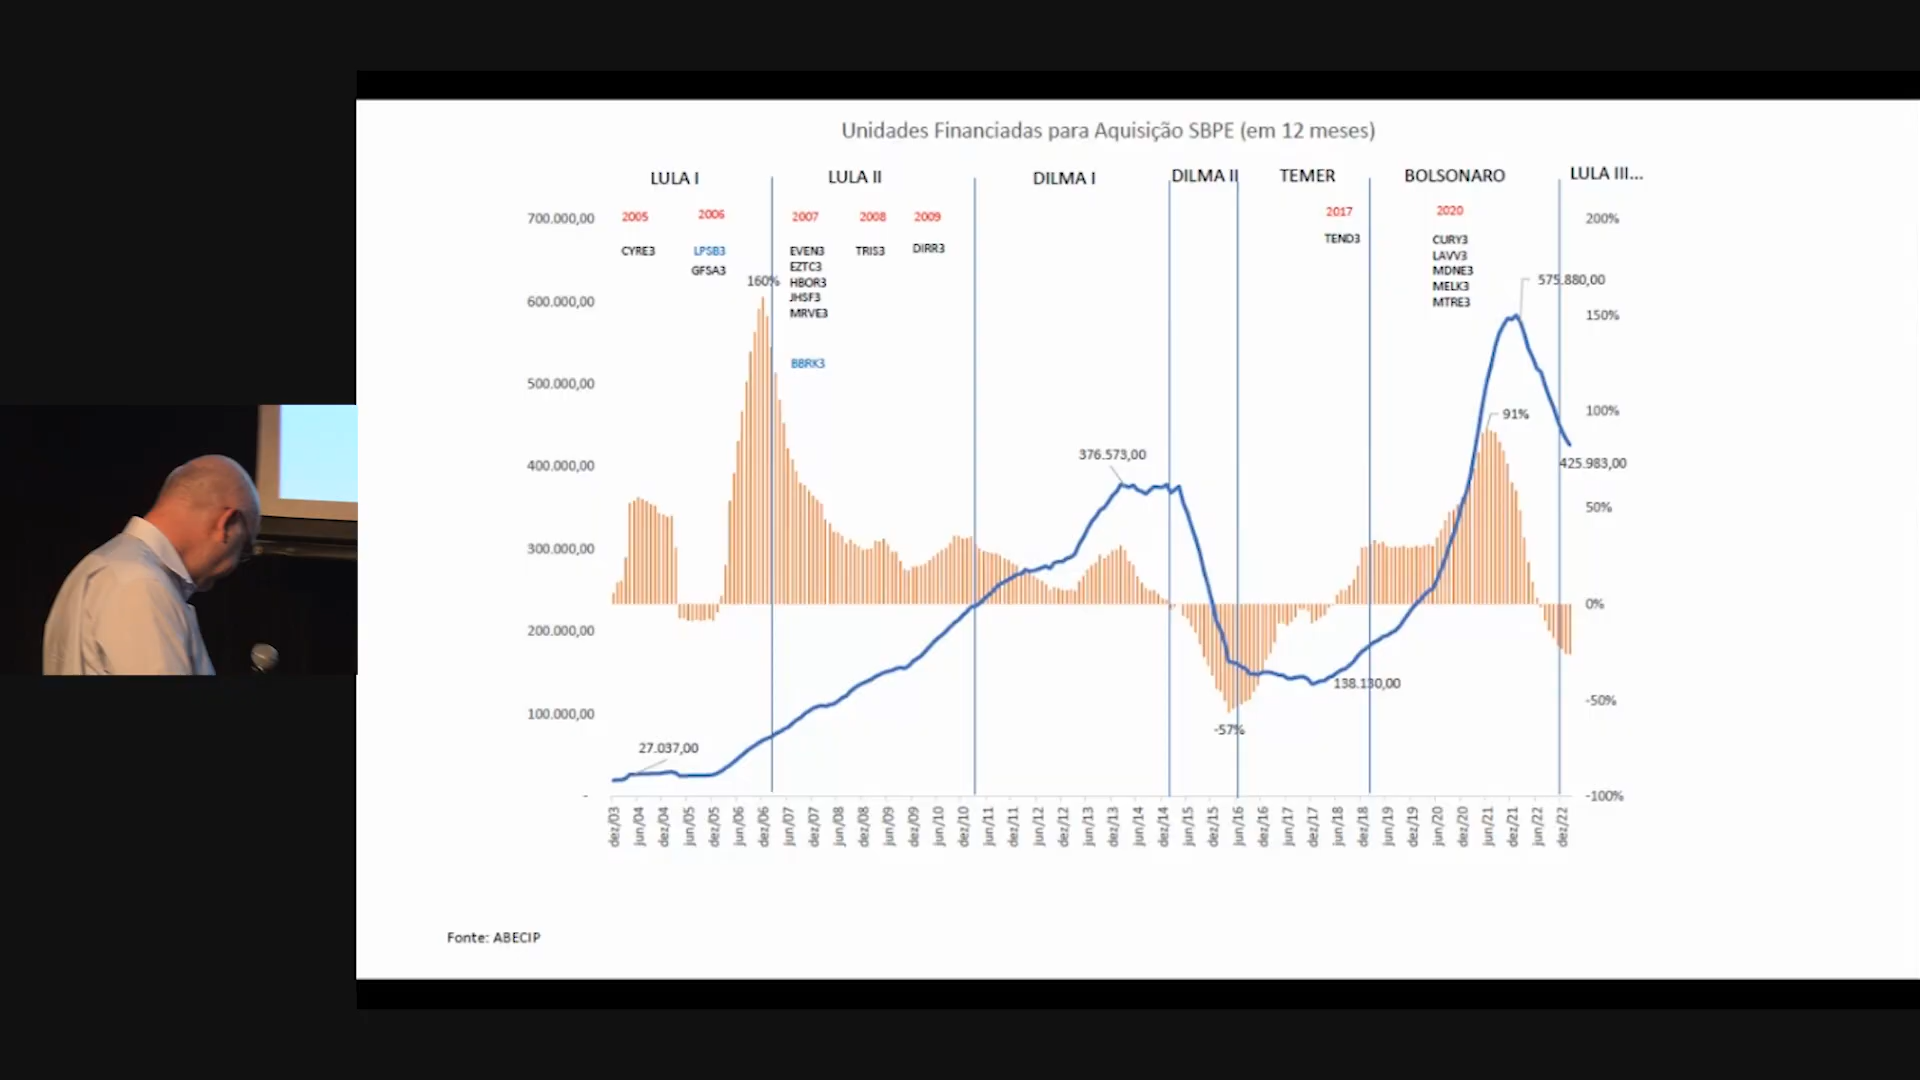 Unidades Financiadas para Aquisição SBPE (em 12 meses)
LULA I
LULA II
DILMA I
DILMA II
TEMER
BOLSONARO
LULA III...
2005
2006
2007
2008
2009
2017
2020
CYRE3
LPSB3
GFSA3
EVEN3
EZTC3
HBOR3
JHSF3
MRVE3
BBRK3
TRIS3
DIRR3
TEND3
CURY3
LAVV3
MDNE3
MELK3
MTRE3
700.000,00
600.000,00
500.000,00
400.000,00
300.000,00
200.000,00
100.000,00
-
200%
150%
100%
50%
0%
-50%
-100%
160%
575.880,00
91%
376.573,00
425.983,00
138.130,00
-57%
27.037,00
dez/03
jun/04
dez/04
jun/05
dez/05
jun/06
dez/06
jun/07
dez/07
jun/08
dez/08
jun/09
dez/09
jun/10
dez/10
jun/11
dez/11
jun/12
dez/12
jun/13
dez/13
jun/14
dez/14
jun/15
dez/15
jun/16
dez/16
jun/17
dez/17
jun/18
dez/18
jun/19
dez/19
jun/20
dez/20
jun/21
dez/21
jun/22
dez/22
Fonte: ABECIP